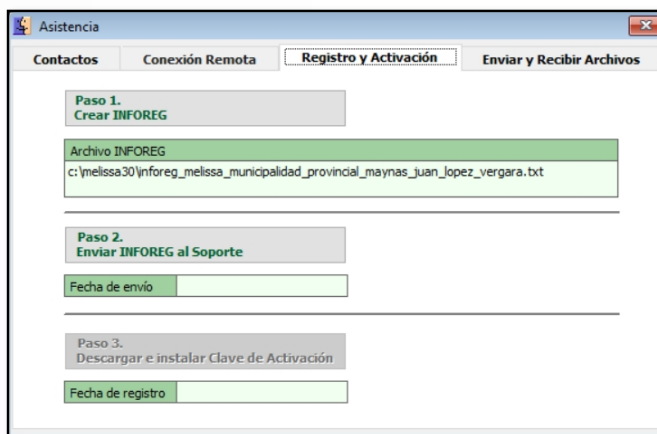 Asistencia
Contactos
Conexión Remota
Registro y Activación
Enviar y Recibir Archivos
Paso 1.
Crear INFOREG
Archivo INFOREG
c:\melissa30\inforeg_melissa_municipalidad_provincial_maynas_juan_lopez_vergara.txt
Paso 2.
Enviar INFOREG al Soporte
Fecha de envío
Paso 3.
Descargar e instalar Clave de Activación
Fecha de registro